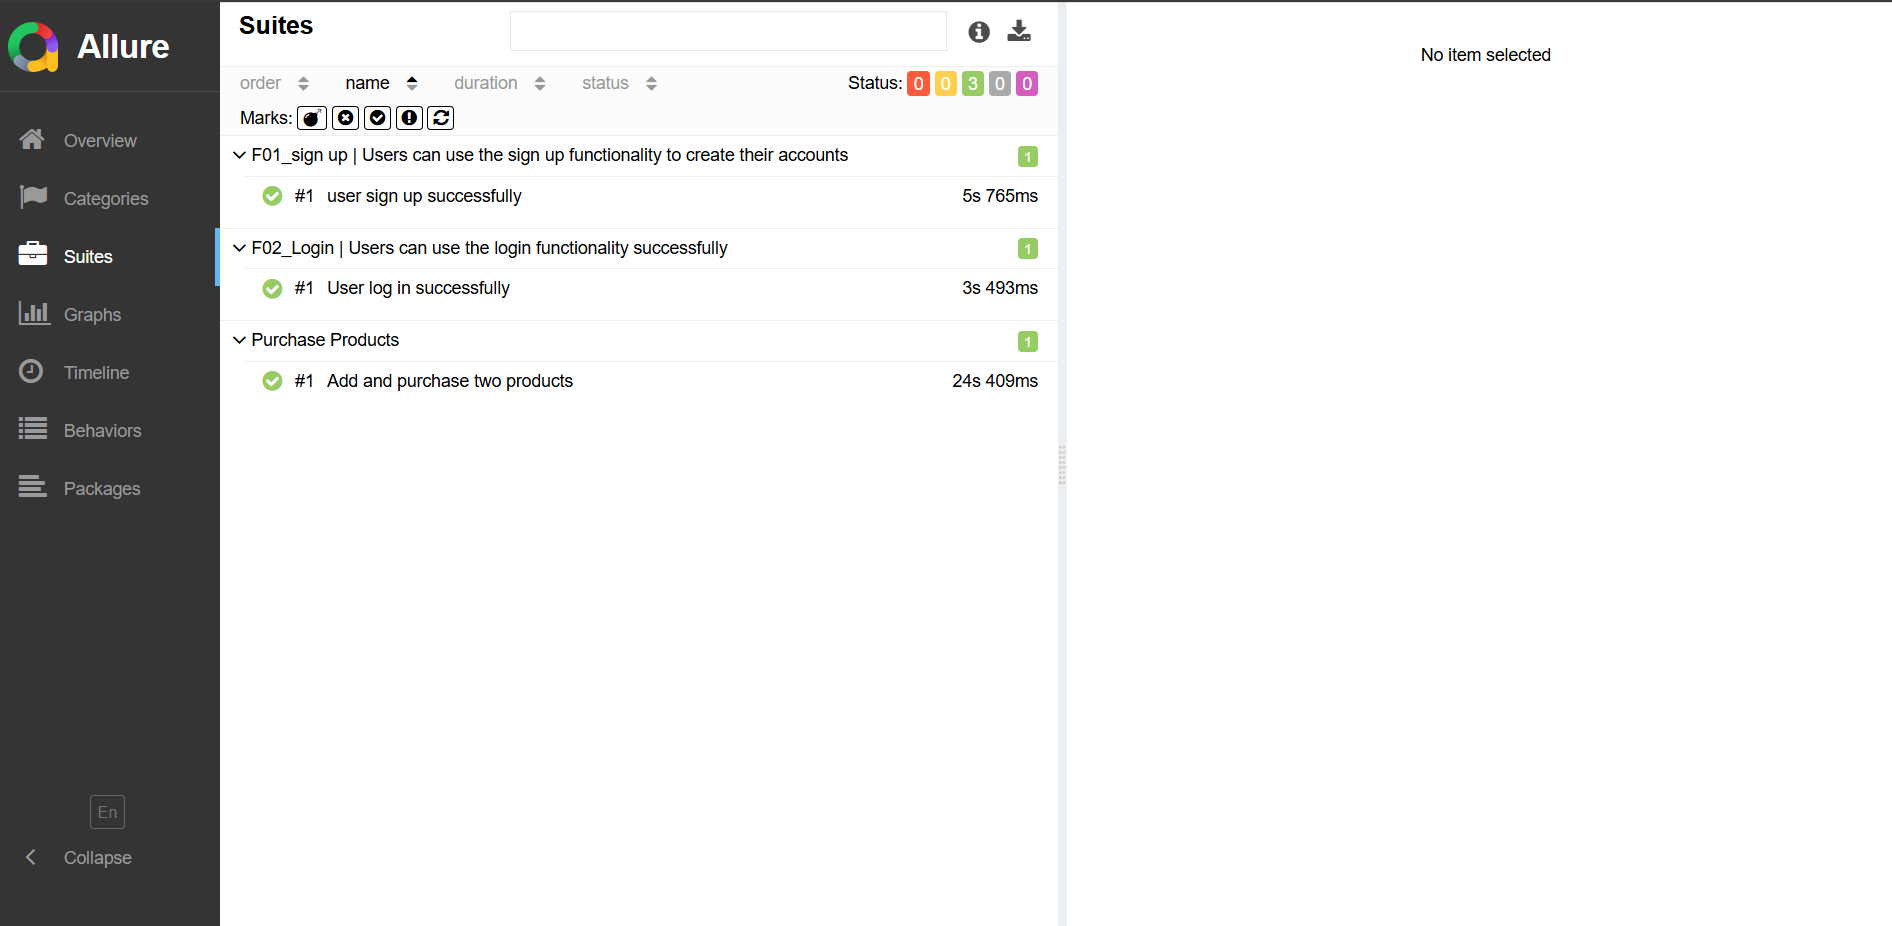 Allure
Overview
Categories
Suites
Graphs
Timeline
Behaviors
Packages
En
Collapse
Suites
order name duration status Status: 0 0 3 0 0
Marks:
F01_sign up | Users can use the sign up functionality to create their accounts 1
#1 user sign up successfully 5s 765ms
F02_Login | Users can use the login functionality successfully 1
#1 User log in successfully 3s 493ms
Purchase Products 1
#1 Add and purchase two products 24s 409ms
No item selected